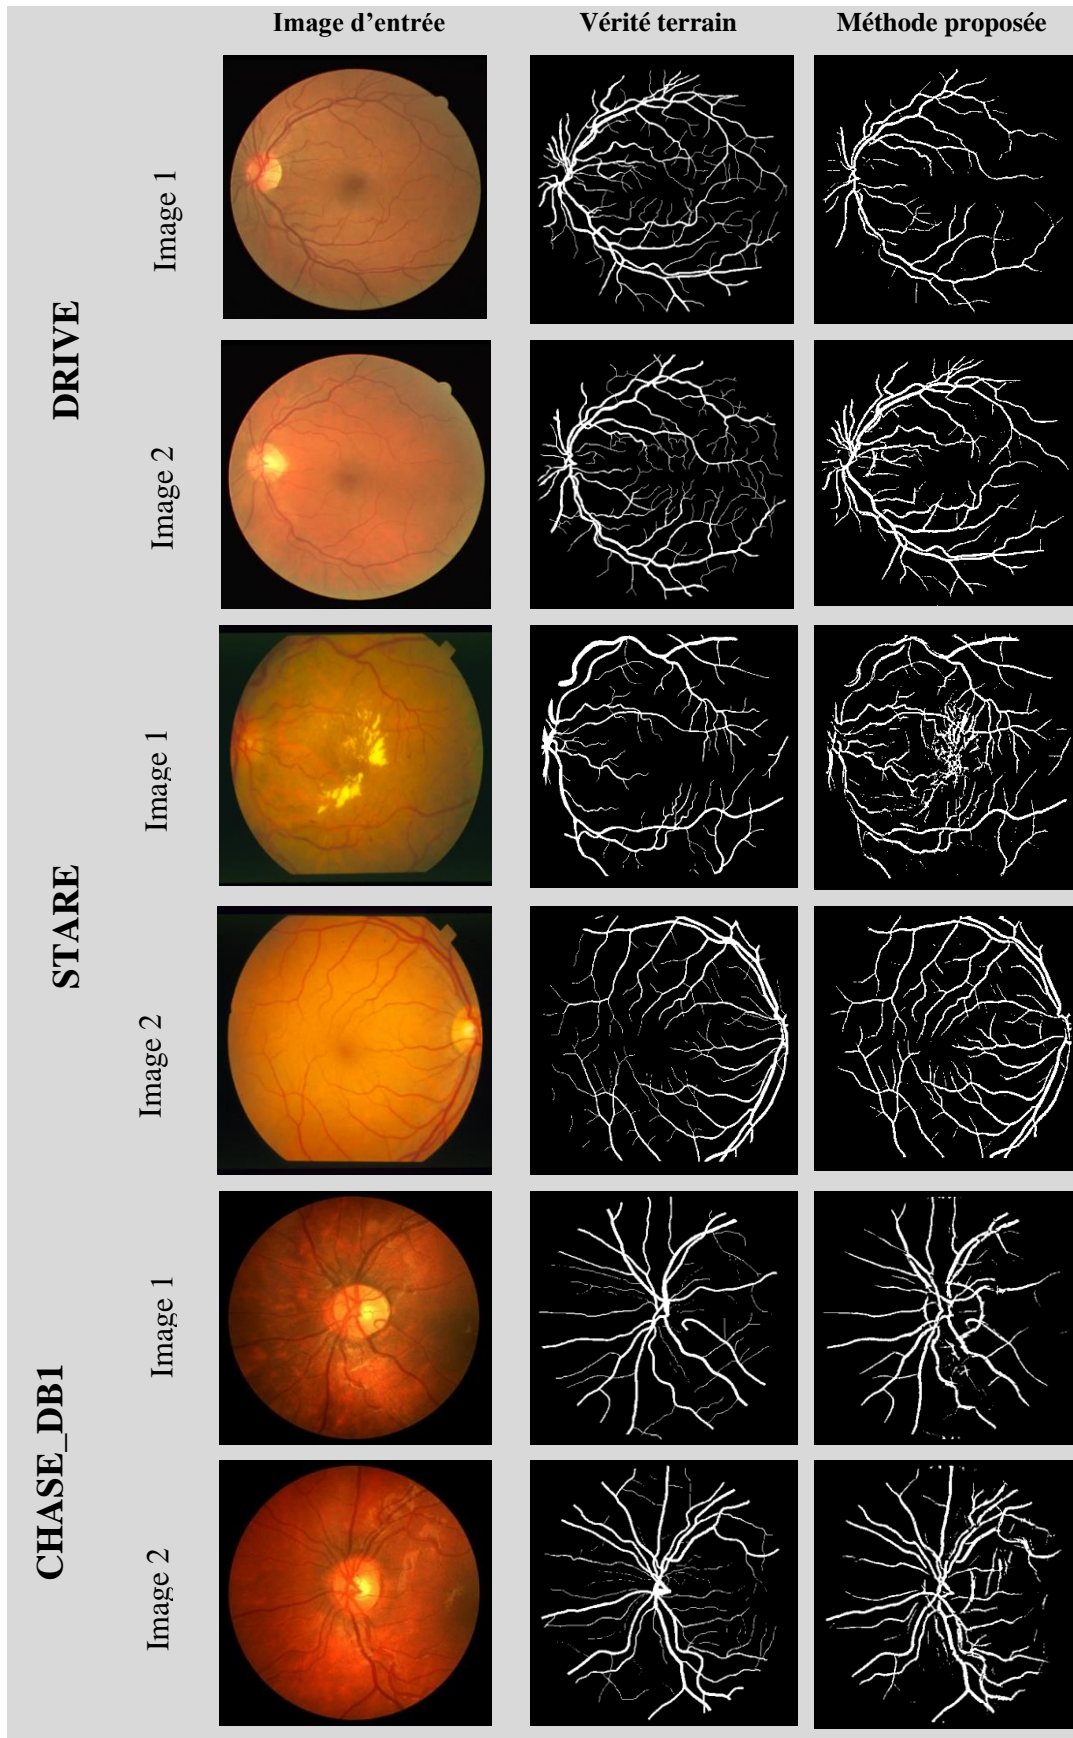 Image d’entrée
Vérité terrain
Méthode proposée
DRIVE
Image 1
Image 2
STARE
Image 1
Image 2
CHASE_DB1
Image 1
Image 2